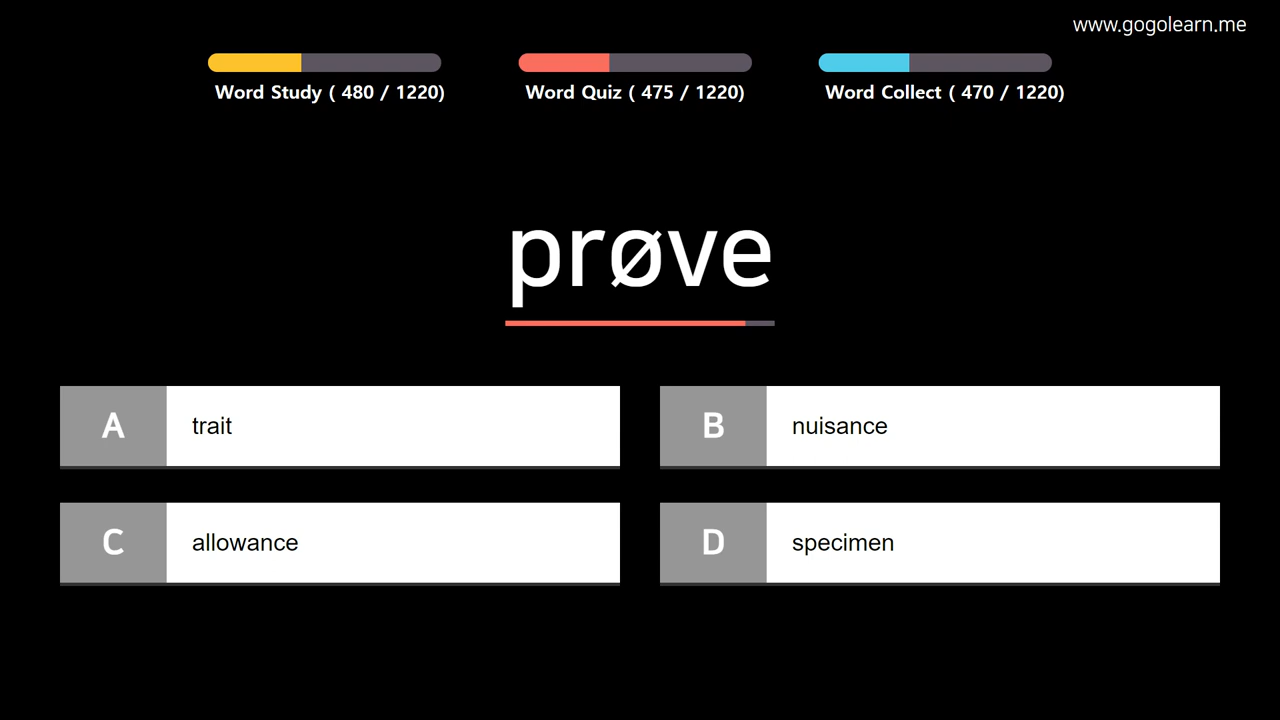 www.gogolearn.me
Word Study ( 480 / 1220)
Word Quiz ( 475 / 1220)
Word Collect ( 470 / 1220)
prøve
A trait
B nuisance
C allowance
D specimen